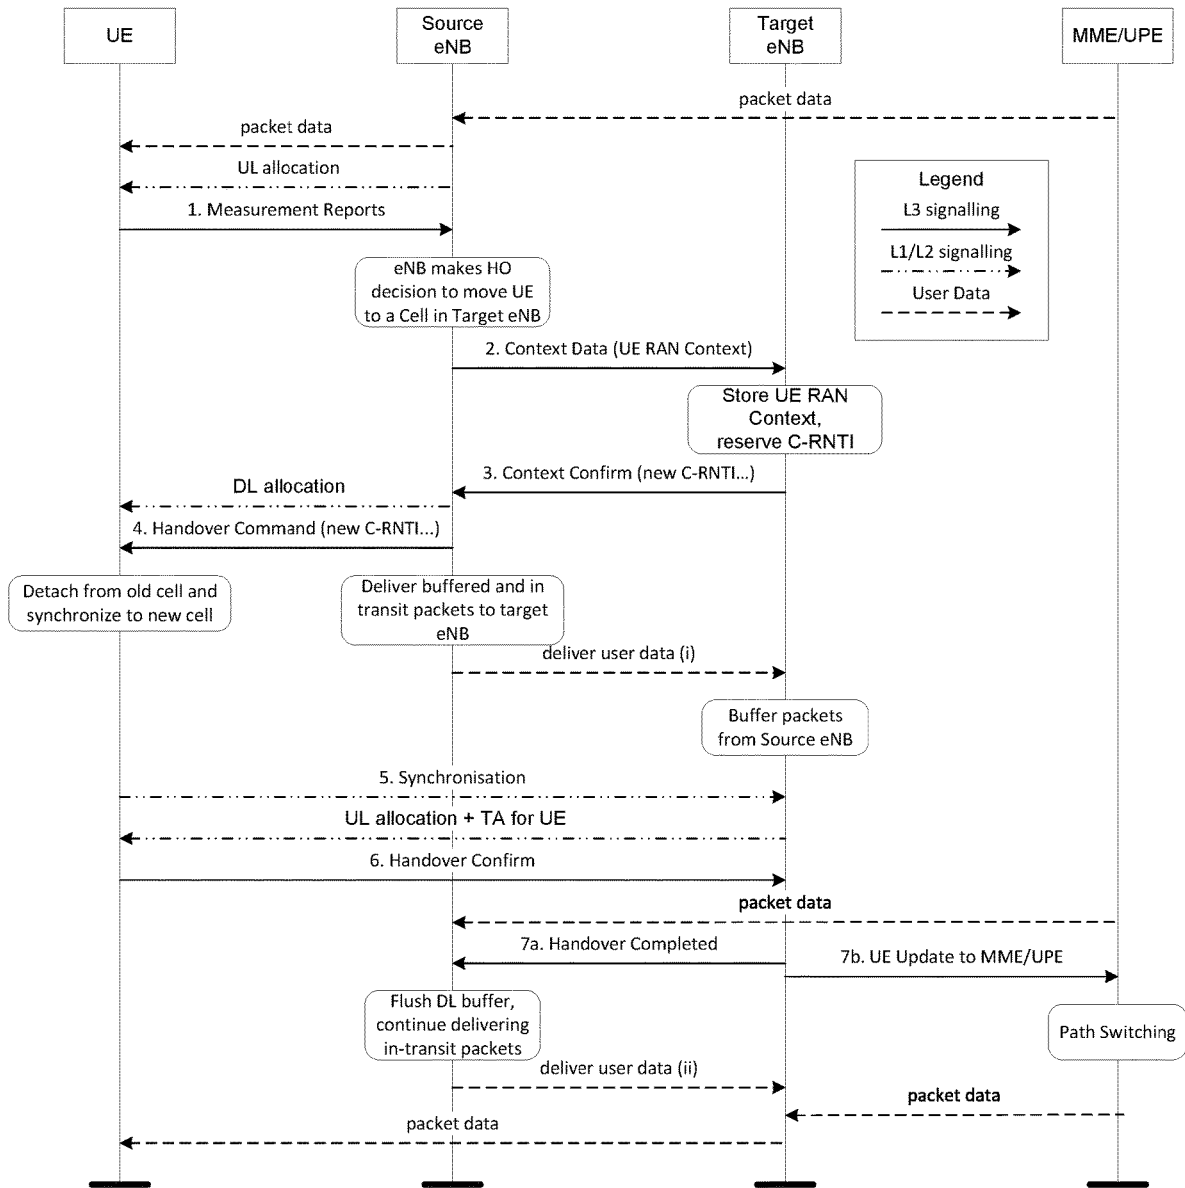 UE
Source
eNB
Target
eNB
MME/UPE
packet data
packet data
UL allocation
1. Measurement Reports
Legend
L3 signalling
L1/L2 signalling
User Data
eNB makes HO
decision to move UE
to a Cell in Target eNB
2. Context Data (UE RAN Context)
Store UE RAN
Context,
reserve C-RNTI
3. Context Confirm (new C-RNTI...)
DL allocation
4. Handover Command (new C-RNTI...)
Detach from old cell and
synchronize to new cell
Deliver buffered and in
transit packets to target
eNB
deliver user data (i)
Buffer packets
from Source eNB
5. Synchronisation
UL allocation + TA for UE
6. Handover Confirm
packet data
7a. Handover Completed
7b. UE Update to MME/UPE
Flush DL buffer,
continue delivering
in-transit packets
Path Switching
deliver user data (ii)
packet data
packet data